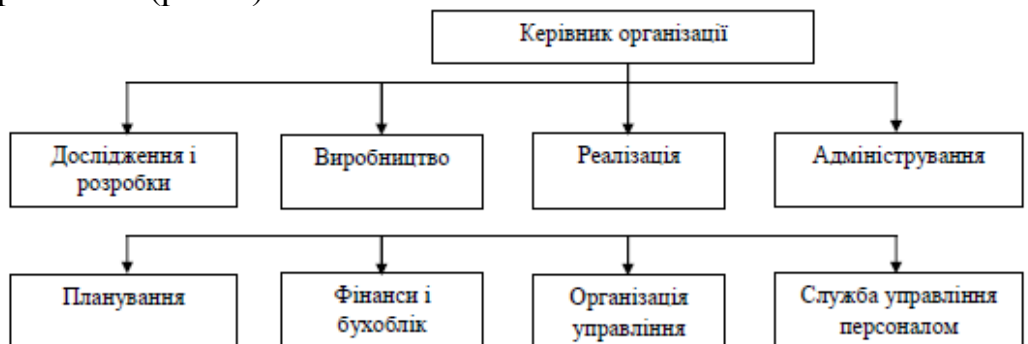 Керівник організації
Дослідження і
розробки
Виробництво
Реалізація
Адміністрування
Планування
Фінанси і
бухоблік
Організація
управління
Служба управління
персоналом